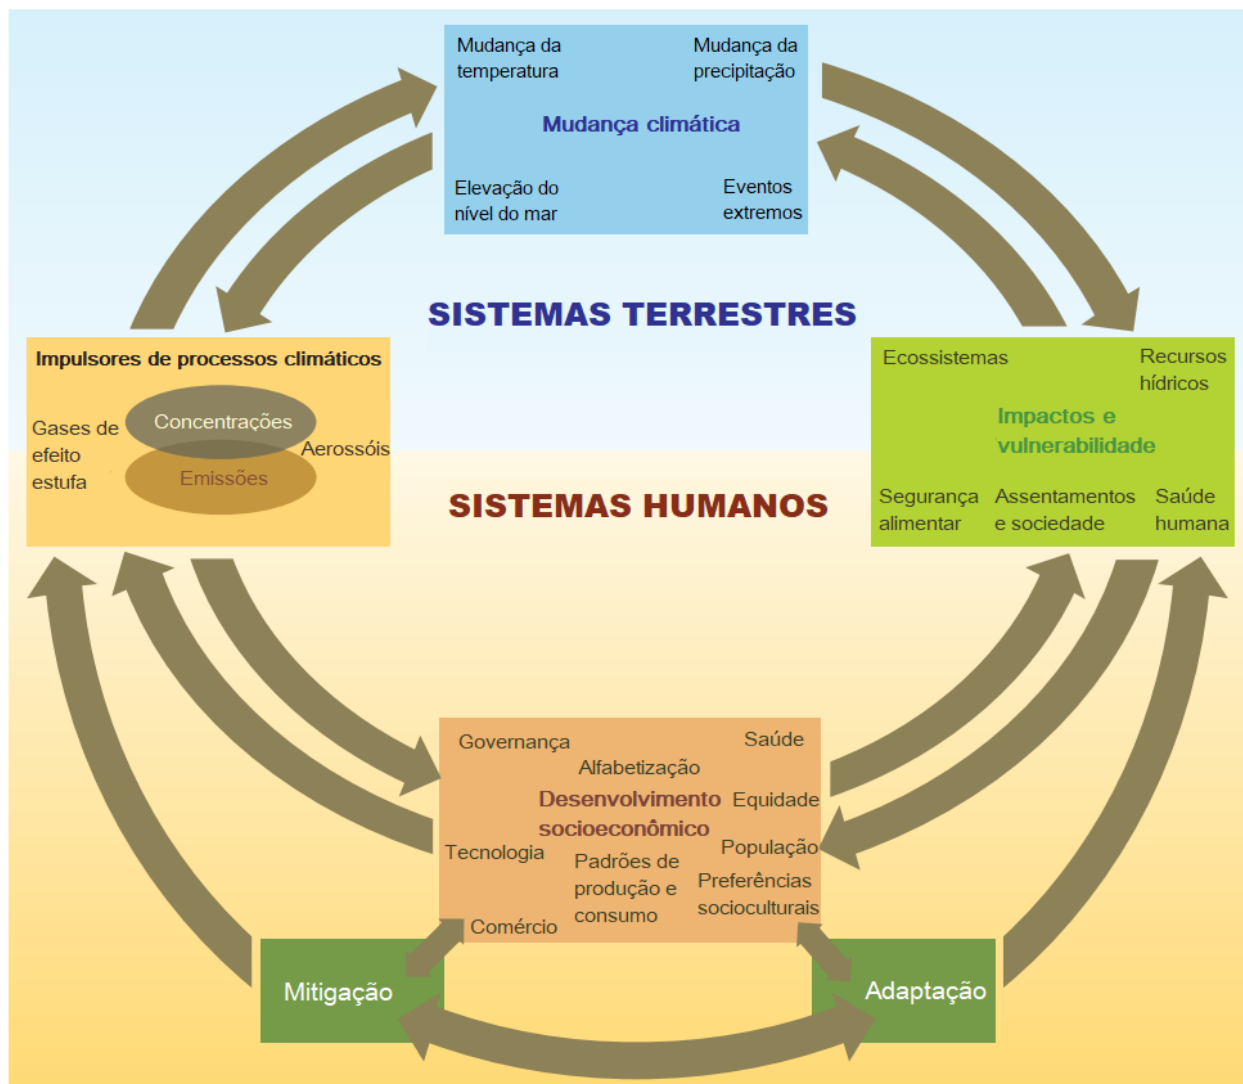 Mudança da
temperatura
Mudança da
precipitação
Mudança climática
Elevação do
nível do mar
Eventos
extremos
SISTEMAS TERRESTRES
Impulsores de processos climáticos
Concentrações
Gases de
efeito
estufa
Aerossóis
Emissões
Ecossistemas
Recursos
hídricos
Impactos e
vulnerabilidade
Segurança
alimentar
Assentamentos
e sociedade
Saúde
humana
SISTEMAS HUMANOS
Governança
Saúde
Alfabetização
Desenvolvimento
socioeconômico
Equidade
Tecnologia
População
Padrões de
produção e
consumo
Preferências
socioculturais
Comércio
Mitigação
Adaptação